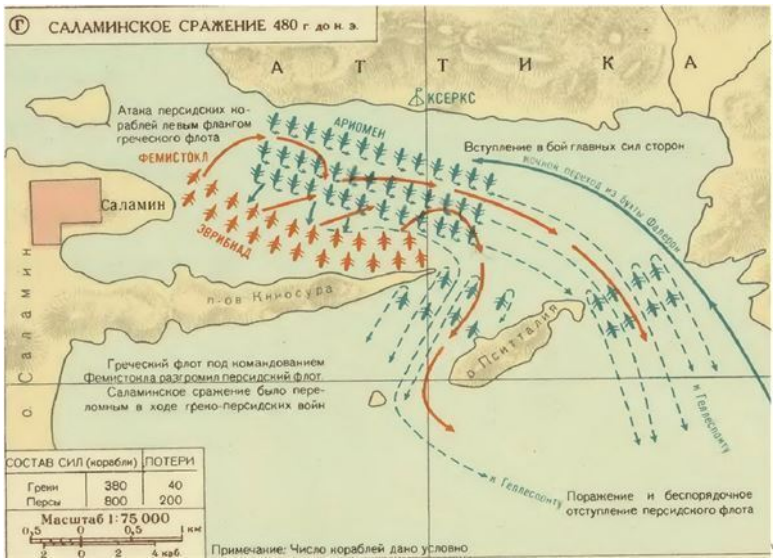 Г САЛАМИНСКОЕ СРАЖЕНИЕ 480 г. до н. э.
АТТИКА
КСЕРКС
Атака персидских ко-
раблей левым флангом
греческого флота
АРИОМЕН
Вступление в бой главных сил сторон
ФЕМИСТОКЛ
ночной переход из бухты Фалерон
Саламин
ЭВРИБИАД
п-ов Киносура
о. Саламин
о. Пситталия
Греческий флот под командованием
Фемистокла разгромил персидский флот.
Саламинское сражение было пере-
ломным в ходе греко-персидских войн
к Геллеспонту
к Геллеспонту
Поражение и беспорядочное
отступление персидского флота
СОСТАВ СИЛ (корабли) ПОТЕРИ
Греки 380 40
Персы 800 200
Масштаб 1:75 000
0,5 0 0,5 1 км
2 0 2 4 каб.
Примечание: Число кораблей дано условно